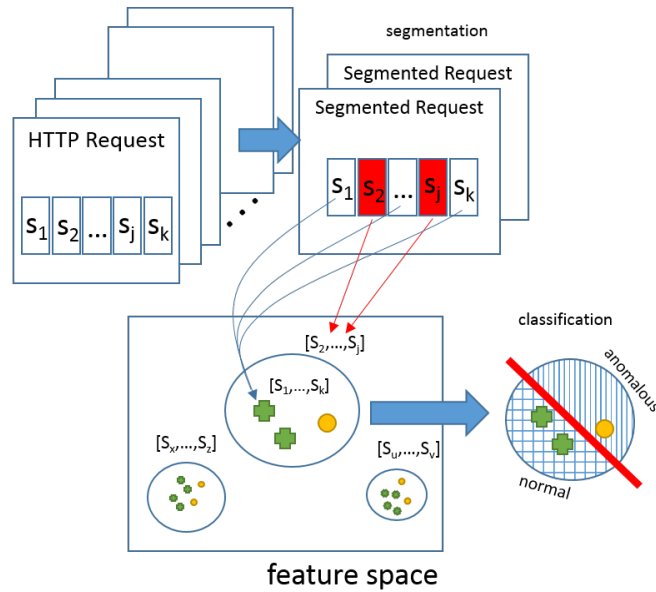 segmentation
Segmented Request
Segmented Request
HTTP Request
S1 S2 ... Sj Sk
S1 S2 ... Sj Sk
[S2,...,Sj]
classification
[S1,...,Sk]
anomalous
[Sx,...,Sz]
[Su,...,Sv]
normal
feature space